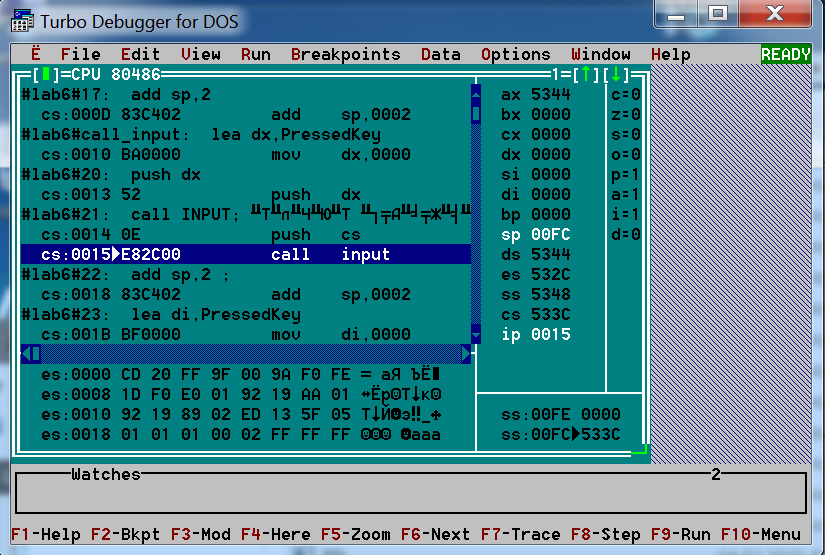 Turbo Debugger for DOS
Ë File Edit View Run Breakpoints Data Options Window Help READY
[▮]=CPU 80486 1=[↑][↓]
#lab6#17: add sp,2
cs:000D 83C402 add sp,0002
#lab6#call_input: lea dx,PressedKey
cs:0010 BA0000 mov dx,0000
#lab6#20: push dx
cs:0013 52 push dx
#lab6#21: call INPUT;
cs:0014 0E push cs
cs:0015►E82C00 call input
#lab6#22: add sp,2 ;
cs:0018 83C402 add sp,0002
#lab6#23: lea di,PressedKey
cs:001B BF0000 mov di,0000
ax 5344 c=0
bx 0000 z=0
cx 0000 s=0
dx 0000 o=0
si 0000 p=1
di 0000 a=1
bp 0000 i=1
sp 00FC d=0
ds 5344
es 532C
ss 5348
cs 533C
ip 0015
es:0000 CD 20 FF 9F 00 9A F0 FE = аЯ ЪЁ▮
es:0008 1D F0 E0 01 92 19 AA 01
es:0010 92 19 89 02 ED 13 5F 05
es:0018 01 01 01 00 02 FF FF FF
ss:00FE 0000
ss:00FC►533C
Watches 2
F1-Help F2-Bkpt F3-Mod F4-Here F5-Zoom F6-Next F7-Trace F8-Step F9-Run F10-Menu